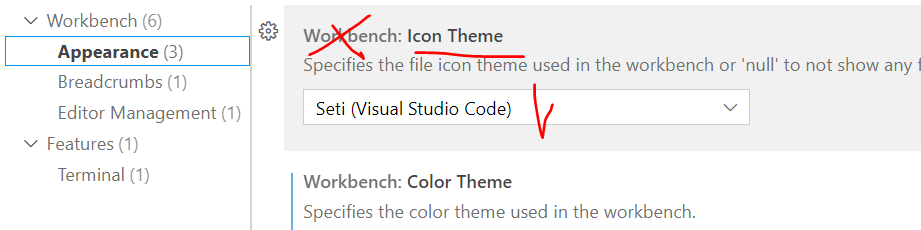 Workbench (6)
Appearance (3)
Breadcrumbs (1)
Editor Management (1)
Features (1)
Terminal (1)
Workbench: Icon Theme
Specifies the file icon theme used in the workbench or 'null' to not show any f
Seti (Visual Studio Code)
Workbench: Color Theme
Specifies the color theme used in the workbench.